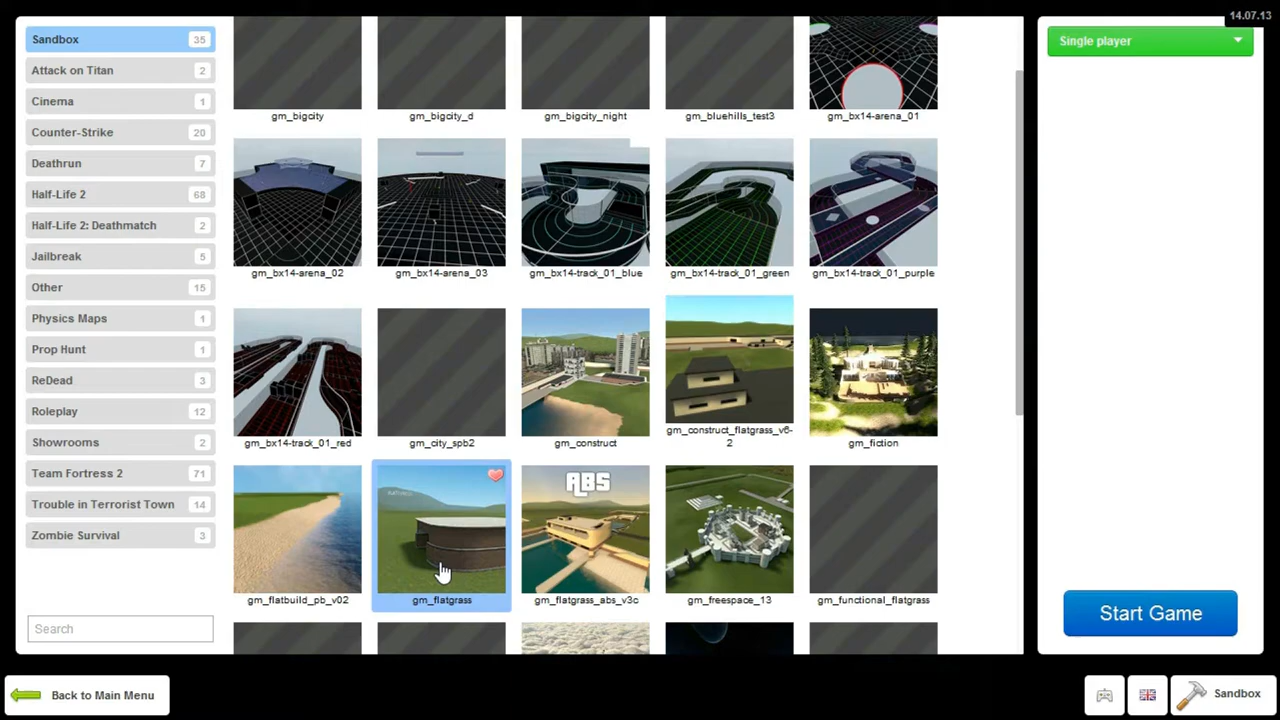 14.07.13
Sandbox 35
Attack on Titan 2
Cinema 1
Counter-Strike 20
Deathrun 7
Half-Life 2 68
Half-Life 2: Deathmatch 2
Jailbreak 5
Other 15
Physics Maps 1
Prop Hunt 1
ReDead 3
Roleplay 12
Showrooms 2
Team Fortress 2 71
Trouble in Terrorist Town 14
Zombie Survival 3
Search
gm_bigcity
gm_bigcity_d
gm_bigcity_night
gm_bluehills_test3
gm_bx14-arena_01
gm_bx14-arena_02
gm_bx14-arena_03
gm_bx14-track_01_blue
gm_bx14-track_01_green
gm_bx14-track_01_purple
gm_bx14-track_01_red
gm_city_spb2
gm_construct
gm_construct_flatgrass_v6-
2
gm_fiction
ABS
gm_flatbuild_pb_v02
gm_flatgrass
gm_flatgrass_abs_v3c
gm_freespace_13
gm_functional_flatgrass
Single player
Start Game
Back to Main Menu
Sandbox